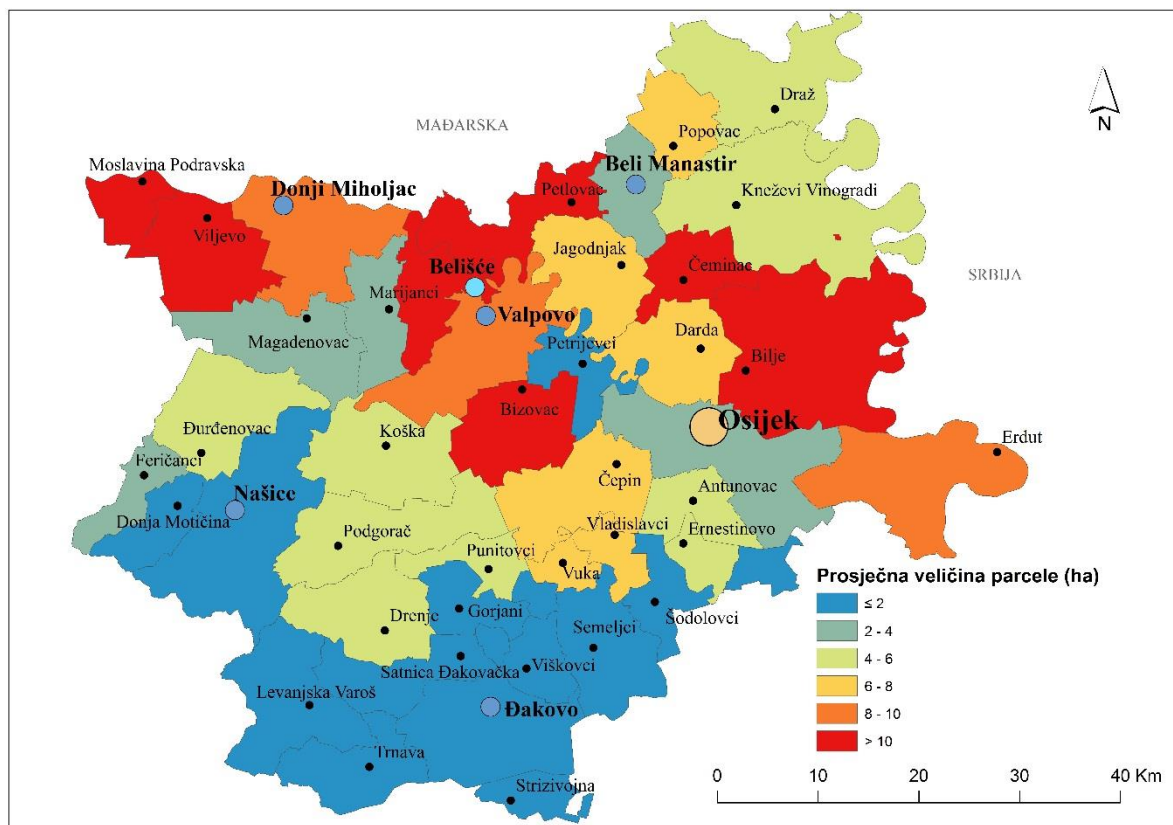 Draž
MAĐARSKA
Popovac
N
Beli Manastir
Moslavina Podravska
Donji Miholjac
Petlovac
Kneževi Vinogradi
Viljevo
Jagodnjak
Čeminac
SRBIJA
Belišće
Marijanci
Valpovo
Darda
Magadenovac
Petrijevci
Bilje
Bizovac
Osijek
Koška
Erdut
Đurđenovac
Feričanci
Čepin
Antunovac
Našice
Donja Motičina
Vladislavci
Ernestinovo
Podgorač
Punitovci
Vuka
Prosječna veličina parcele (ha)
≤ 2
2 - 4
4 - 6
6 - 8
8 - 10
> 10
Gorjani
Drenje
Semeljci
Šodolovci
Satnica Đakovačka
Viškovci
Levanjska Varoš
Đakovo
Trnava
Strizivojna
0 10 20 30 40 Km